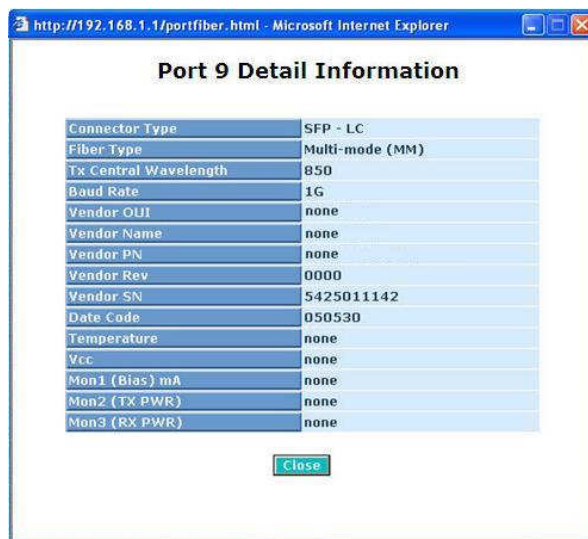 http://192.168.1.1/portfiber.html - Microsoft Internet Explorer
Port 9 Detail Information
Connector Type SFP - LC
Fiber Type Multi-mode (MM)
Tx Central Wavelength 850
Baud Rate 1G
Vendor OUI none
Vendor Name none
Vendor PN none
Vendor Rev 0000
Vendor SN 5425011142
Date Code 050530
Temperature none
Vcc none
Mon1 (Bias) mA none
Mon2 (TX PWR) none
Mon3 (RX PWR) none
Close